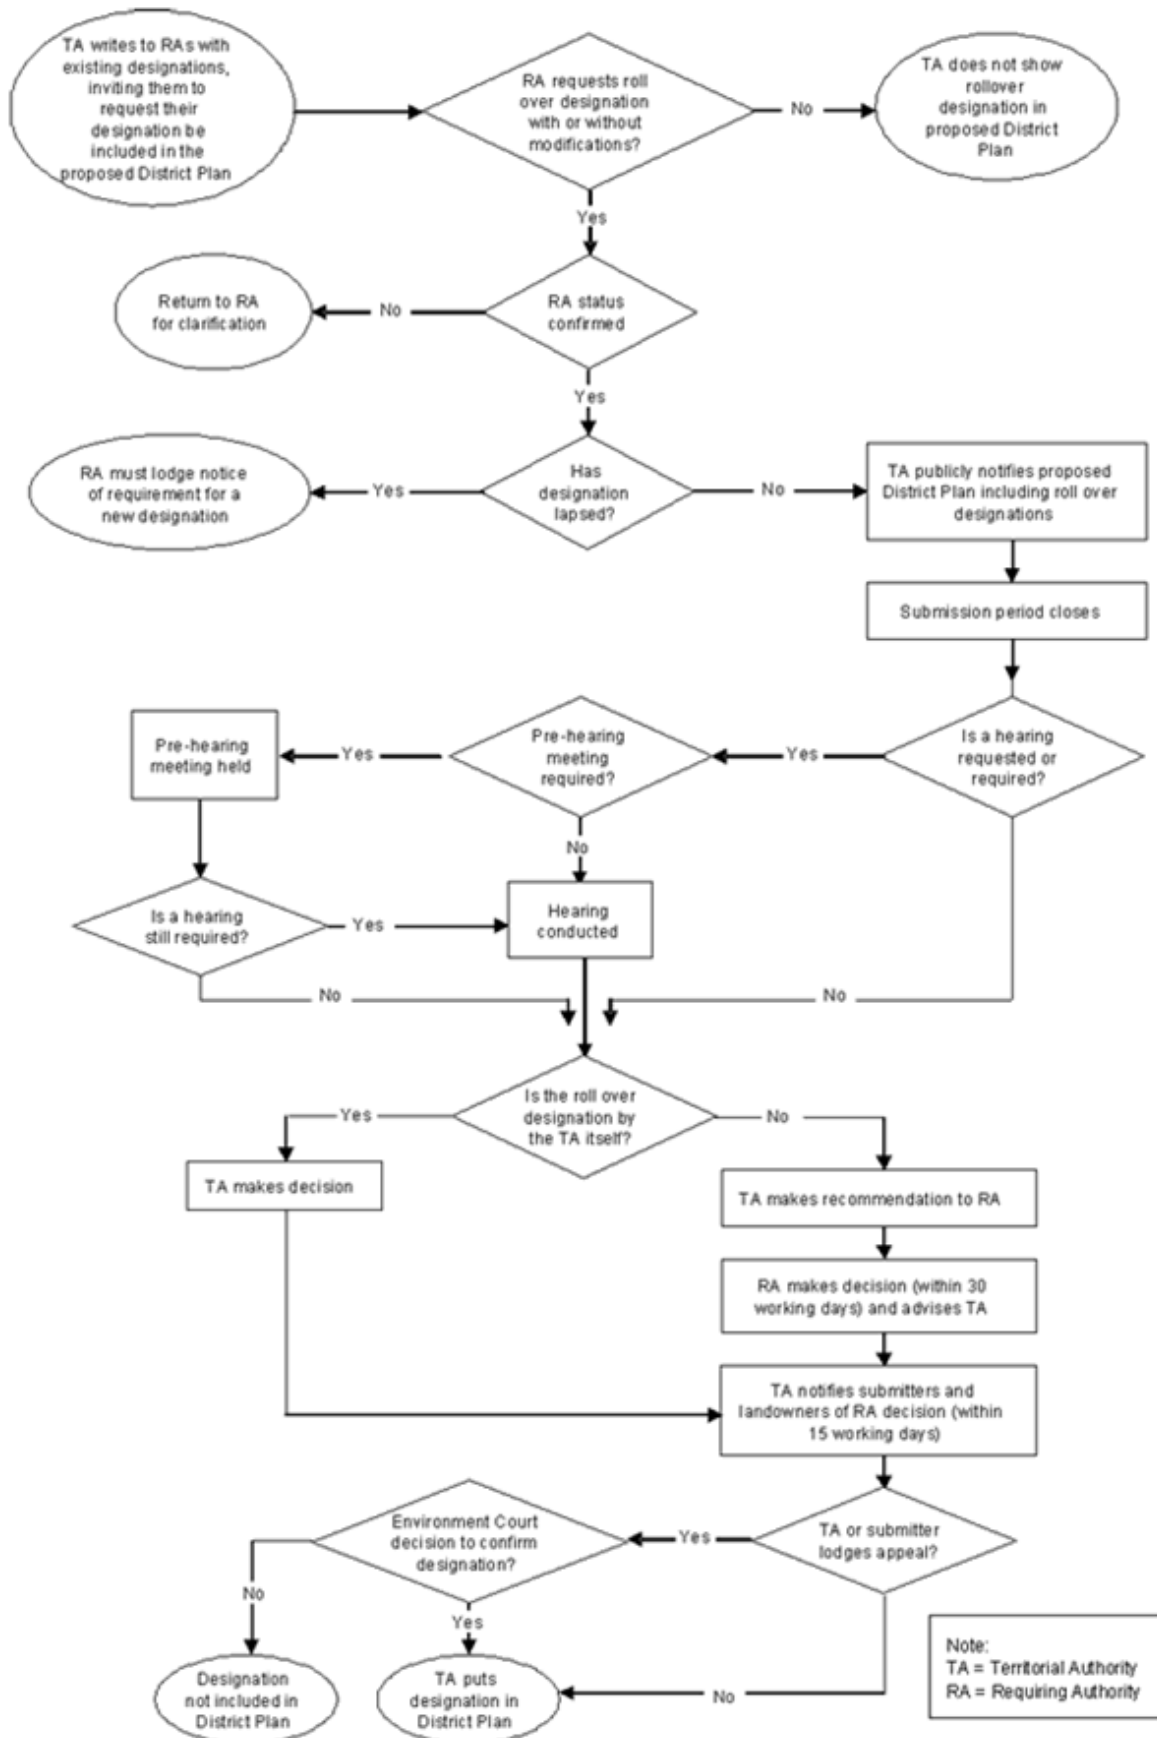 TA writes to RAs with
existing designations,
inviting them to
request their
designation be
included in the
proposed District Plan
RA requests roll
over designation
with or without
modifications?
No
TA does not show
rollover
designation in
proposed District
Plan
Yes
Return to RA
for clarification
No
RA status
confirmed
Yes
RA must lodge notice
of requirement for a
new designation
Yes
Has
designation
lapsed?
No
TA publicly notifies proposed
District Plan including roll over
designations
Submission period closes
Pre-hearing
meeting held
Yes
Pre-hearing
meeting
required?
Yes
Is a hearing
requested or
required?
No
Is a hearing
still required?
Yes
Hearing
conducted
No
No
Yes
Is the roll over
designation by
the TA itself?
No
TA makes decision
TA makes recommendation to RA
RA makes decision (within 30
working days) and advises TA
TA notifies submitters and
landowners of RA decision (within
15 working days)
Environment Court
decision to confirm
designation?
Yes
TA or submitter
lodges appeal?
No
Yes
Designation
not included in
District Plan
TA puts
designation in
District Plan
No
Note:
TA = Territorial Authority
RA = Requiring Authority